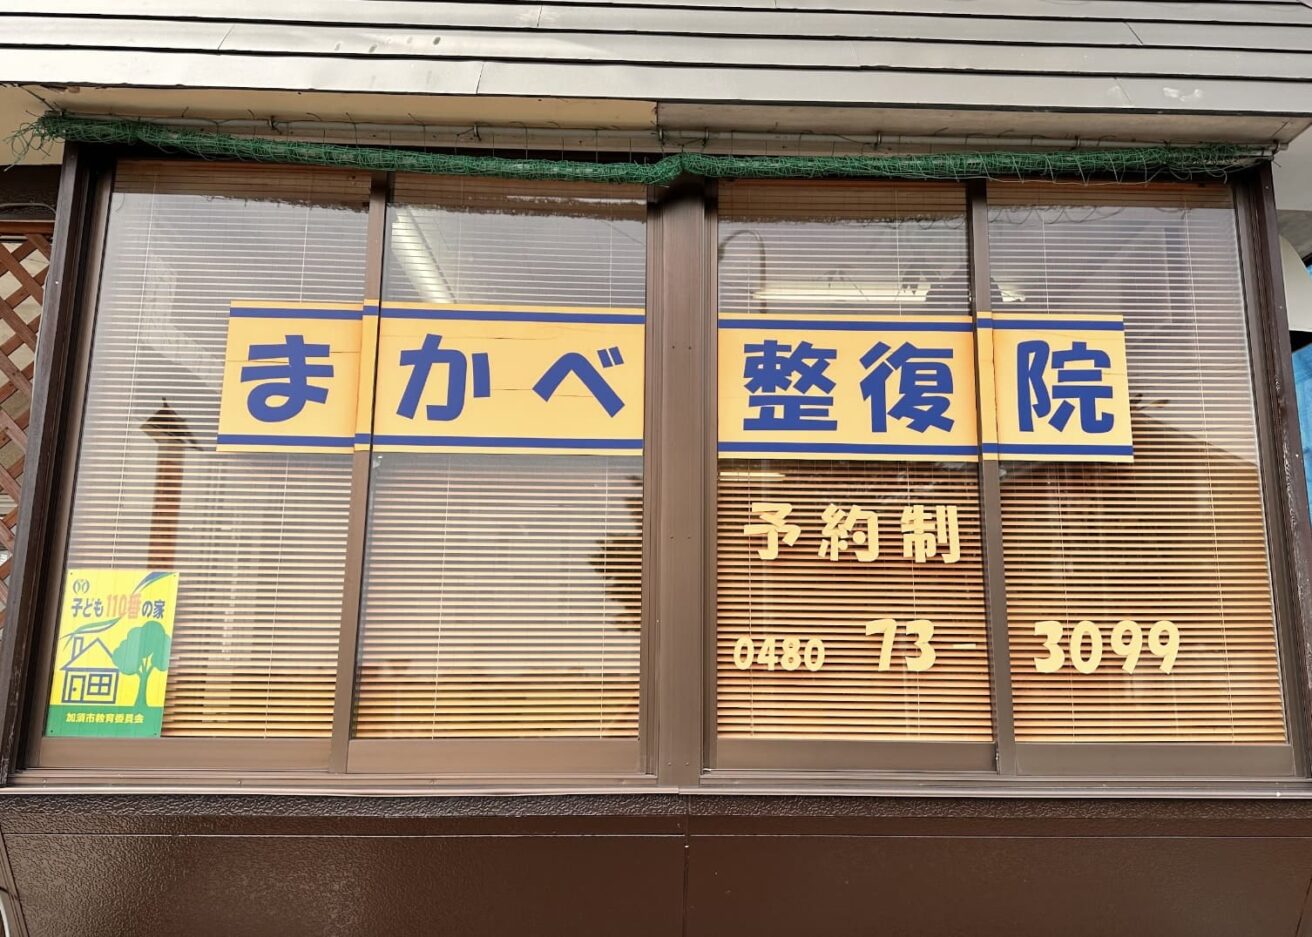 まかべ整復院
予約制
0480 73-3099
子ども110番の家
加須市教育委員会